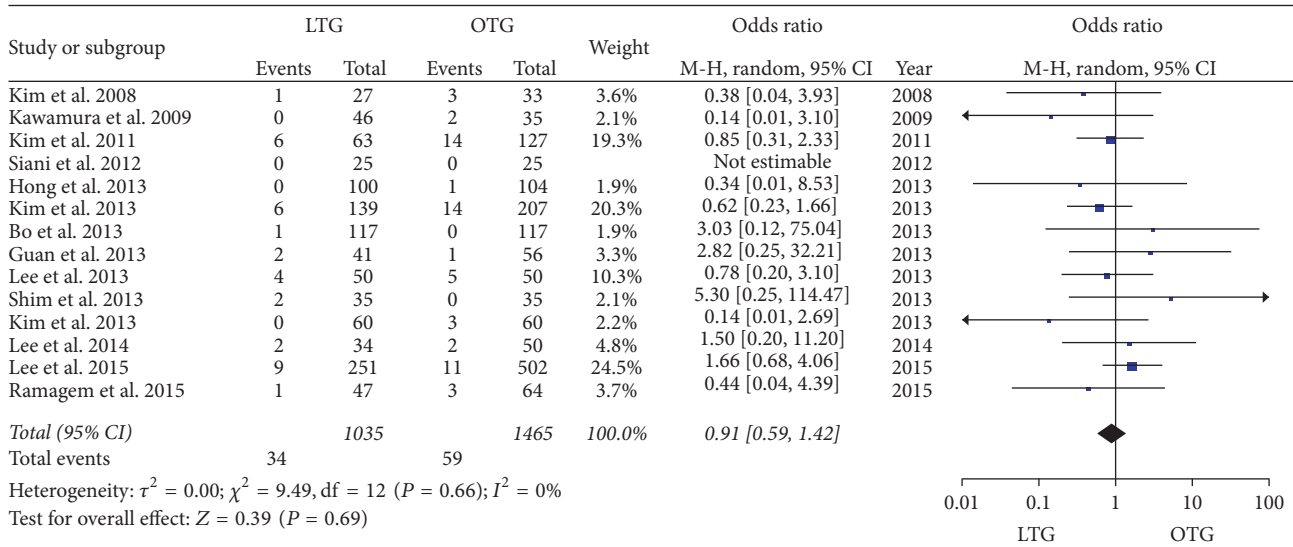 Study or subgroup LTG OTG Weight Odds ratio Year Odds ratio
Events Total Events Total M-H, random, 95% CI M-H, random, 95% CI
Kim et al. 2008 1 27 3 33 3.6% 0.38 [0.04, 3.93] 2008
Kawamura et al. 2009 0 46 2 35 2.1% 0.14 [0.01, 3.10] 2009
Kim et al. 2011 6 63 14 127 19.3% 0.85 [0.31, 2.33] 2011
Siani et al. 2012 0 25 0 25 Not estimable 2012
Hong et al. 2013 0 100 1 104 1.9% 0.34 [0.01, 8.53] 2013
Kim et al. 2013 6 139 14 207 20.3% 0.62 [0.23, 1.66] 2013
Bo et al. 2013 1 117 0 117 1.9% 3.03 [0.12, 75.04] 2013
Guan et al. 2013 2 41 1 56 3.3% 2.82 [0.25, 32.21] 2013
Lee et al. 2013 4 50 5 50 10.3% 0.78 [0.20, 3.10] 2013
Shim et al. 2013 2 35 0 35 2.1% 5.30 [0.25, 114.47] 2013
Kim et al. 2013 0 60 3 60 2.2% 0.14 [0.01, 2.69] 2013
Lee et al. 2014 2 34 2 50 4.8% 1.50 [0.20, 11.20] 2014
Lee et al. 2015 9 251 11 502 24.5% 1.66 [0.68, 4.06] 2015
Ramagem et al. 2015 1 47 3 64 3.7% 0.44 [0.04, 4.39] 2015
Total (95% CI) 1035 1465 100.0% 0.91 [0.59, 1.42]
Total events 34 59
Heterogeneity: τ² = 0.00; χ² = 9.49, df = 12 (P = 0.66); I² = 0%
Test for overall effect: Z = 0.39 (P = 0.69)
0.01 0.1 1 10 100
LTG OTG